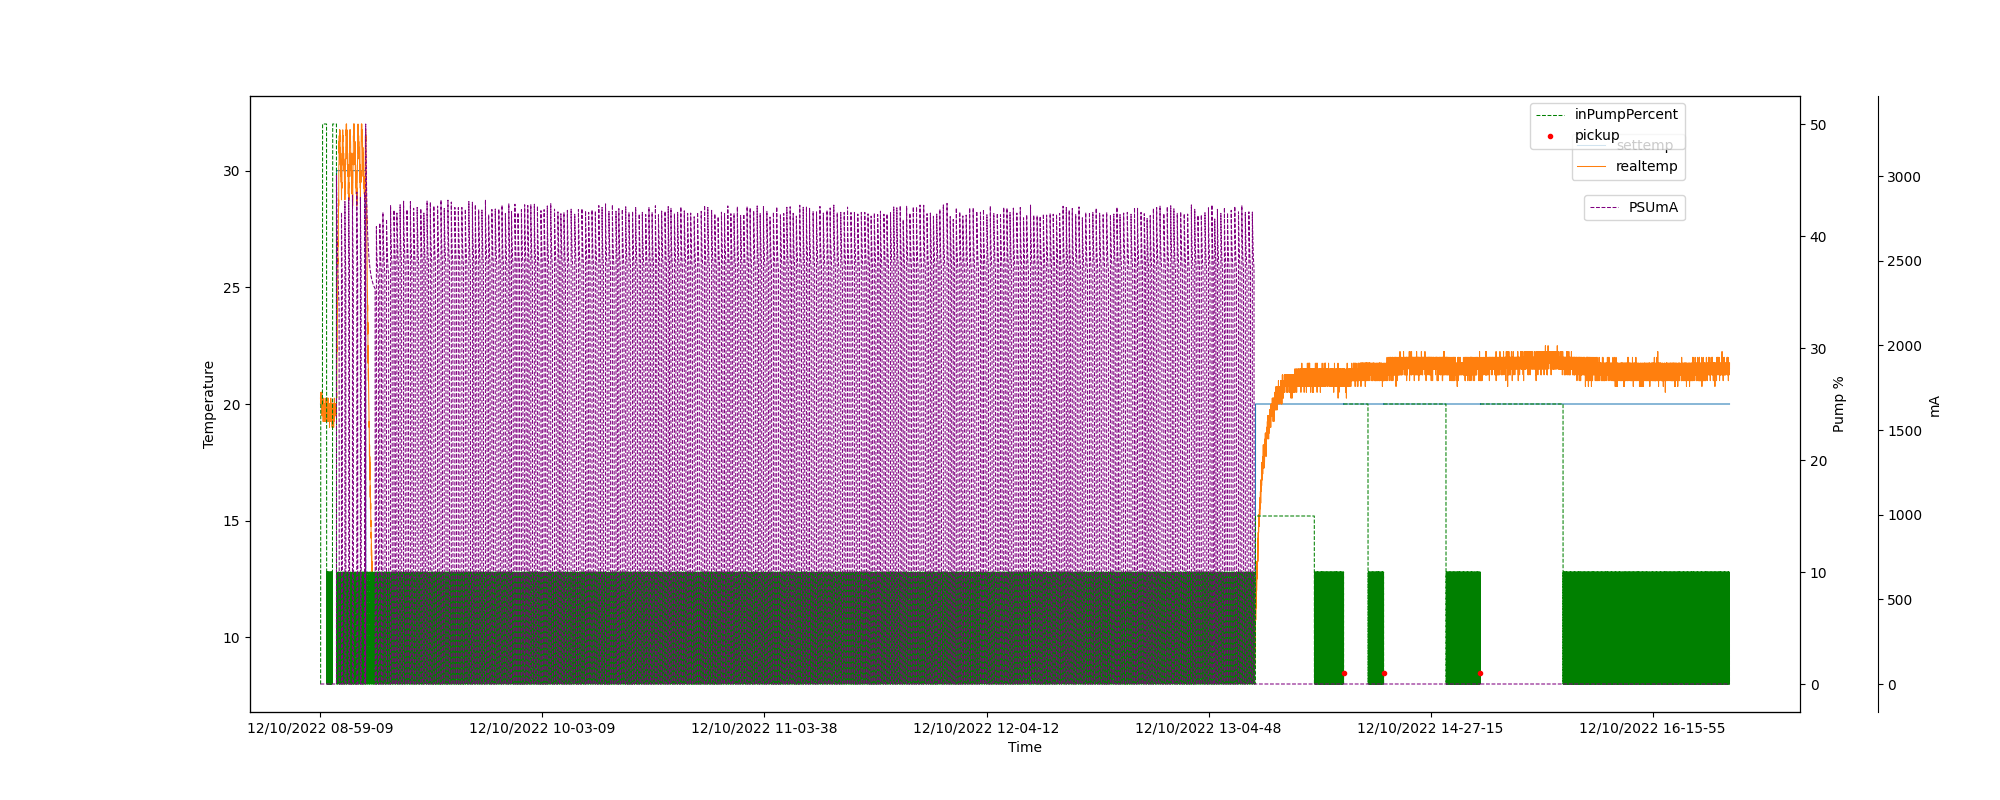 inPumpPercent
pickup
settemp
realtemp
PSUmA
30
25
20
15
10
Temperature
50
40
30
20
10
0
Pump %
3000
2500
2000
1500
1000
500
0
mA
12/10/2022 08-59-09
12/10/2022 10-03-09
12/10/2022 11-03-38
12/10/2022 12-04-12
12/10/2022 13-04-48
12/10/2022 14-27-15
12/10/2022 16-15-55
Time